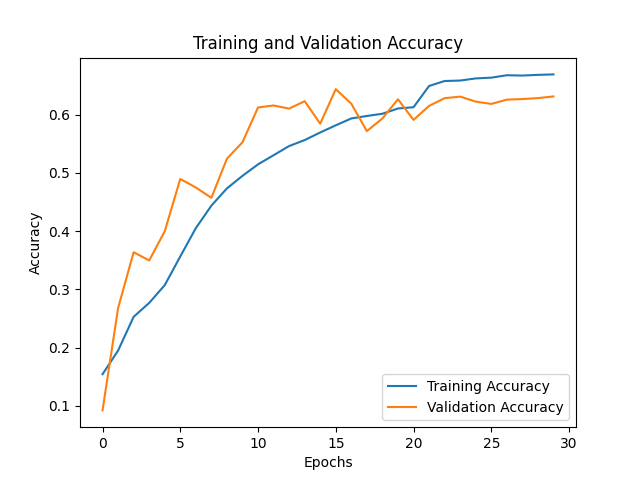 Training and Validation Accuracy
Accuracy
0.6
0.5
0.4
0.3
0.2
0.1
Training Accuracy
Validation Accuracy
0 5 10 15 20 25 30
Epochs